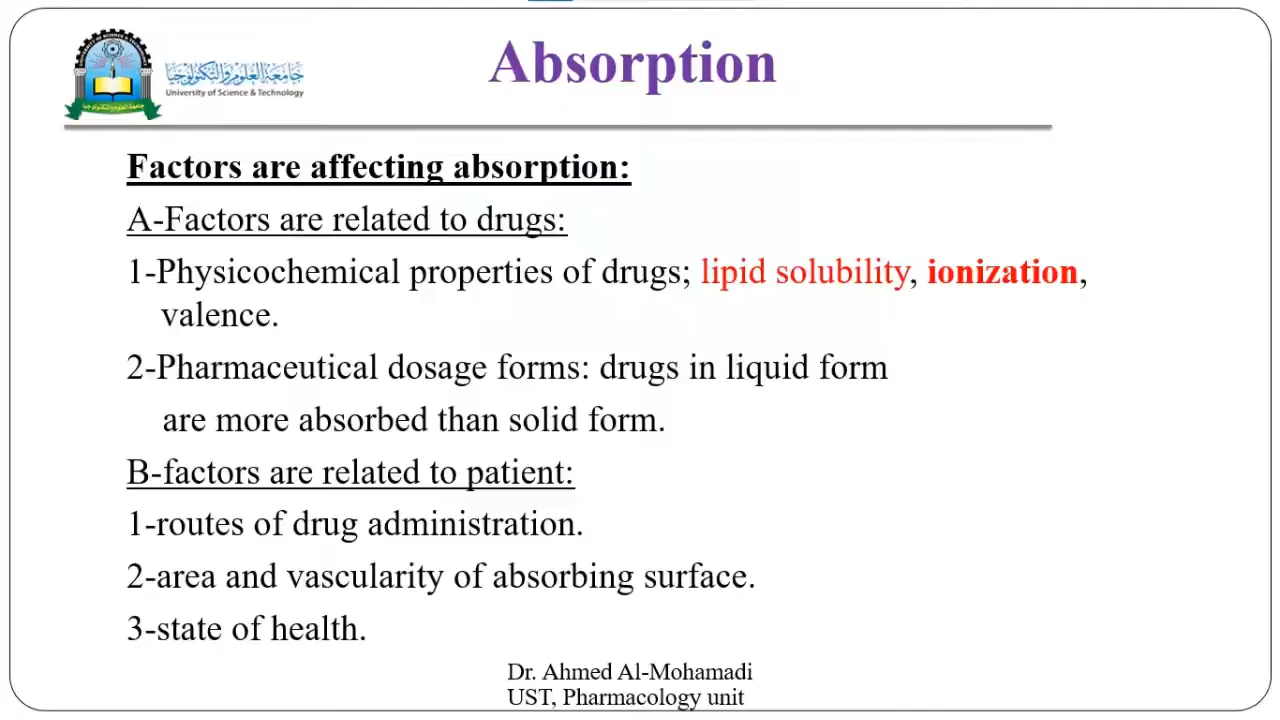 جامعة العلوم والتكنولوجيا
University of Science & Technology
Absorption
Factors are affecting absorption:
A-Factors are related to drugs:
1-Physicochemical properties of drugs; lipid solubility, ionization,
valence.
2-Pharmaceutical dosage forms: drugs in liquid form
are more absorbed than solid form.
B-factors are related to patient:
1-routes of drug administration.
2-area and vascularity of absorbing surface.
3-state of health.
Dr. Ahmed Al-Mohamadi
UST, Pharmacology unit